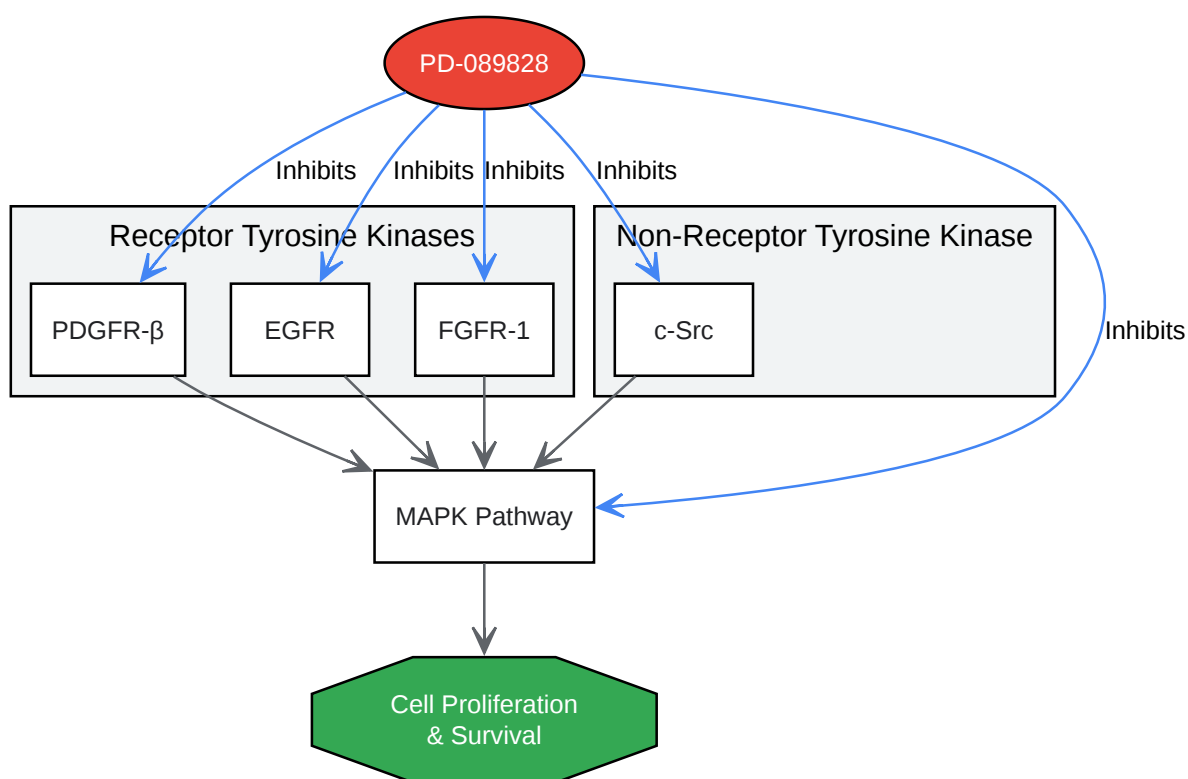 PD-089828
Inhibits
Inhibits
Inhibits
Inhibits
Receptor Tyrosine Kinases
Non-Receptor Tyrosine Kinase
PDGFR-β
EGFR
FGFR-1
c-Src
Inhibits
MAPK Pathway
Cell Proliferation
& Survival